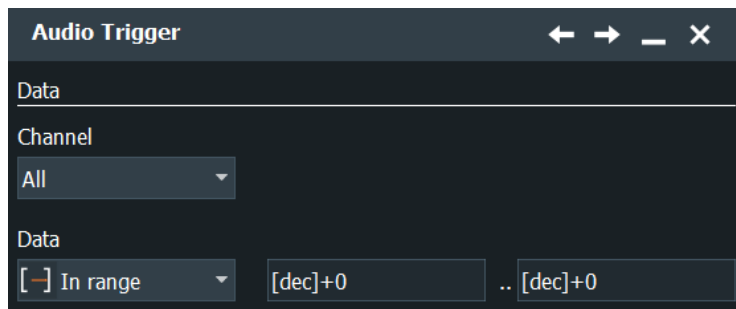 Audio Trigger
Data
Channel
All
Data
In range [dec]+0 .. [dec]+0